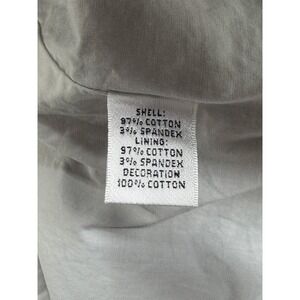 SHELL:
97% COTTON
3% SPANDEX
LINING:
97% COTTON
3% SPANDEX
DECORATION
100% COTTON